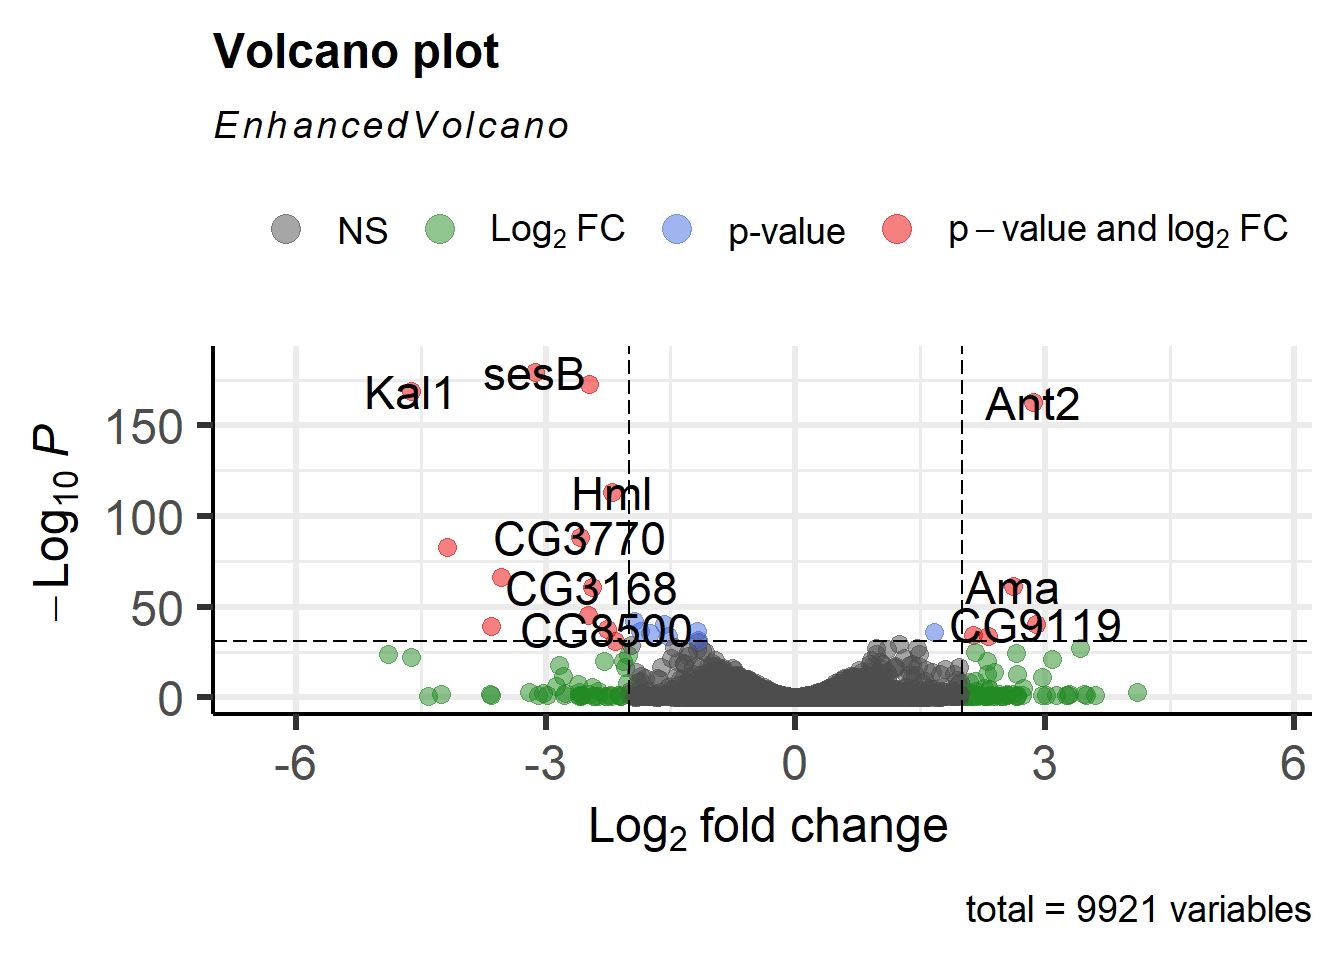 Volcano plot
EnhancedVolcano
NS Log₂ FC p-value p − value and log₂ FC
sesB
Kal1
Ant2
150
Hml
100
CG3770
CG3168
Ama
50
CG9119
CG8500
0
−Log₁₀ P
-6 -3 0 3 6
Log₂ fold change
total = 9921 variables